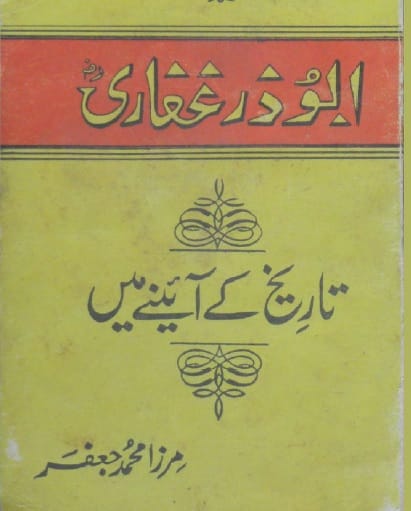 ابوذر غفاریؓ
تاریخ کے آئینے میں
مرزا محمد جعفر